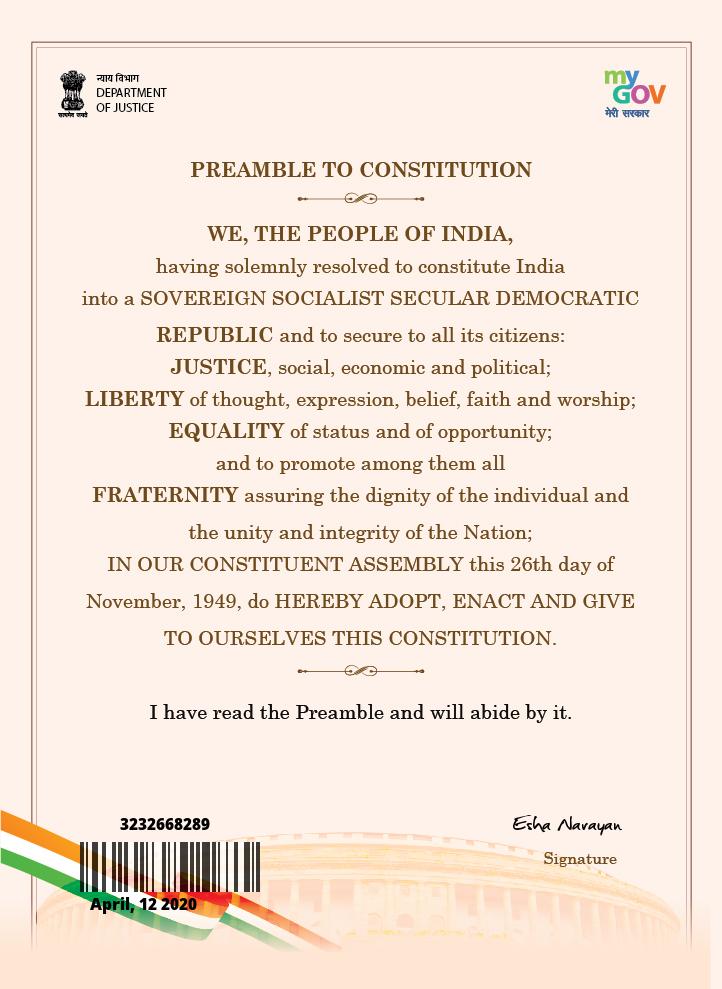 न्याय विभाग
DEPARTMENT
OF JUSTICE
सत्यमेव जयते
my
GOV
मेरी सरकार
PREAMBLE TO CONSTITUTION
WE, THE PEOPLE OF INDIA,
having solemnly resolved to constitute India
into a SOVEREIGN SOCIALIST SECULAR DEMOCRATIC
REPUBLIC and to secure to all its citizens:
JUSTICE, social, economic and political;
LIBERTY of thought, expression, belief, faith and worship;
EQUALITY of status and of opportunity;
and to promote among them all
FRATERNITY assuring the dignity of the individual and
the unity and integrity of the Nation;
IN OUR CONSTITUENT ASSEMBLY this 26th day of
November, 1949, do HEREBY ADOPT, ENACT AND GIVE
TO OURSELVES THIS CONSTITUTION.
I have read the Preamble and will abide by it.
3232668289
April, 12 2020
Esha Narayan
Signature